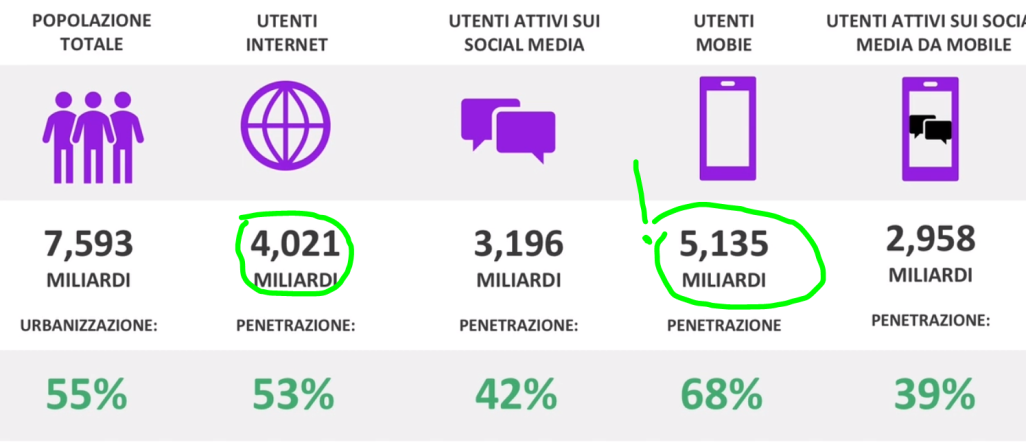 POPOLAZIONE
TOTALE
UTENTI
INTERNET
UTENTI ATTIVI SUI
SOCIAL MEDIA
UTENTI
MOBIE
UTENTI ATTIVI SUI SOCIA
MEDIA DA MOBILE
7,593
MILIARDI
4,021
MILIARDI
3,196
MILIARDI
5,135
MILIARDI
2,958
MILIARDI
URBANIZZAZIONE:
PENETRAZIONE:
PENETRAZIONE:
PENETRAZIONE
PENETRAZIONE:
55%
53%
42%
68%
39%